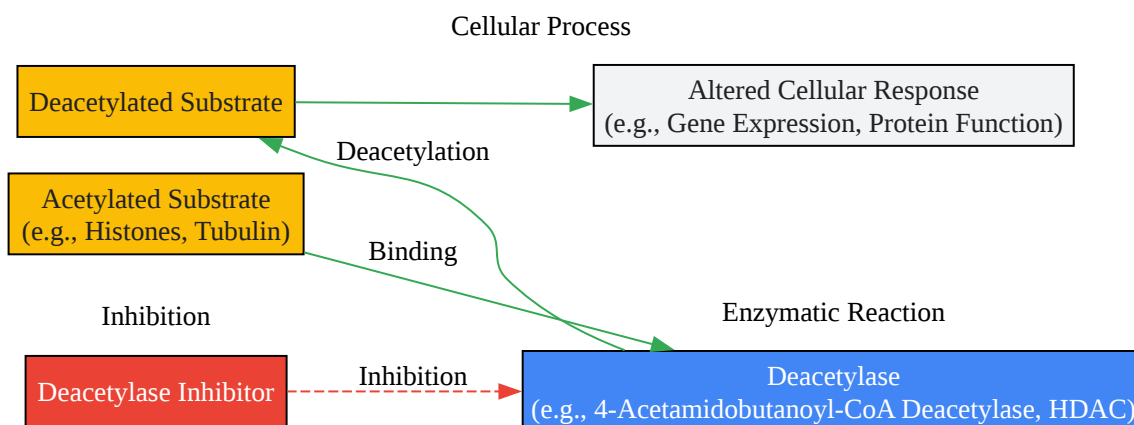 Cellular Process
Deacetylated Substrate
Altered Cellular Response
(e.g., Gene Expression, Protein Function)
Deacetylation
Acetylated Substrate
(e.g., Histones, Tubulin)
Binding
Inhibition
Enzymatic Reaction
Deacetylase Inhibitor
Inhibition
Deacetylase
(e.g., 4-Acetamidobutanoyl-CoA Deacetylase, HDAC)